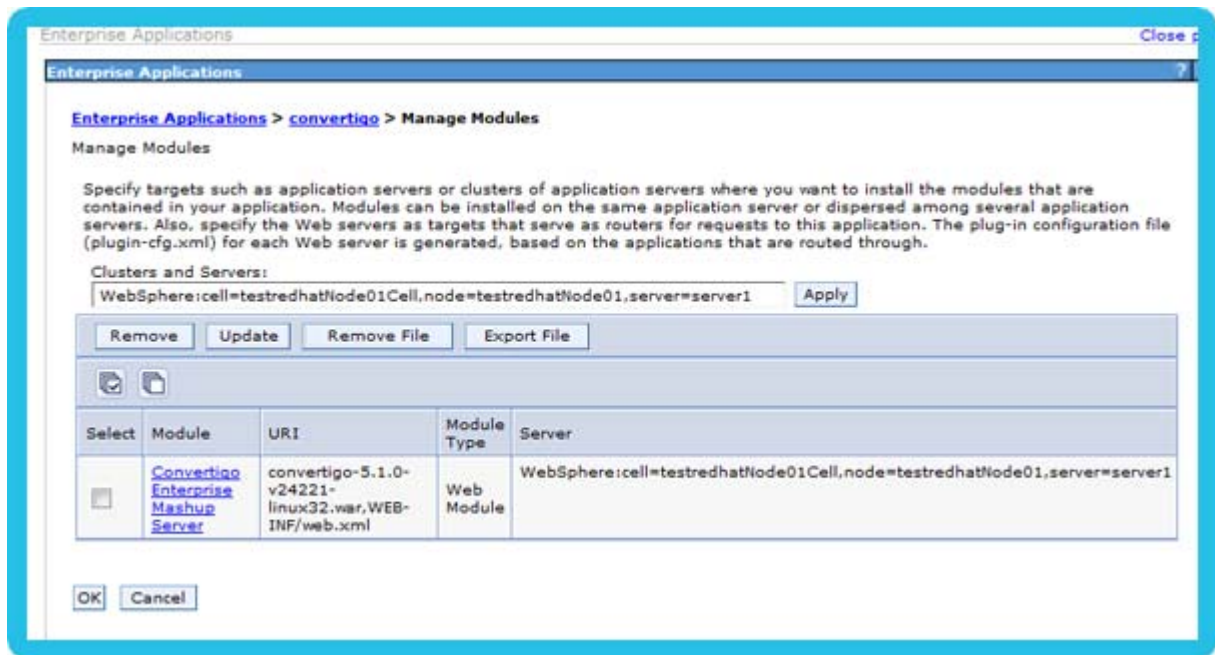 Enterprise Applications
Close p
Enterprise Applications
?
Enterprise Applications > convertigo > Manage Modules
Manage Modules
Specify targets such as application servers or clusters of application servers where you want to install the modules that are
contained in your application. Modules can be installed on the same application server or dispersed among several application
servers. Also, specify the Web servers as targets that serve as routers for requests to this application. The plug-in configuration file
(plugin-cfg.xml) for each Web server is generated, based on the applications that are routed through.
Clusters and Servers:
WebSphere:cell=testredhatNode01Cell,node=testredhatNode01,server=server1
Apply
Remove Update Remove File Export File
Select Module URI Module Type Server
Convertigo
Enterprise
Mashup
Server
convertigo-5.1.0-
v24221-
linux32.war,WEB-
INF/web.xml
Web
Module
WebSphere:cell=testredhatNode01Cell,node=testredhatNode01,server=server1
OK Cancel